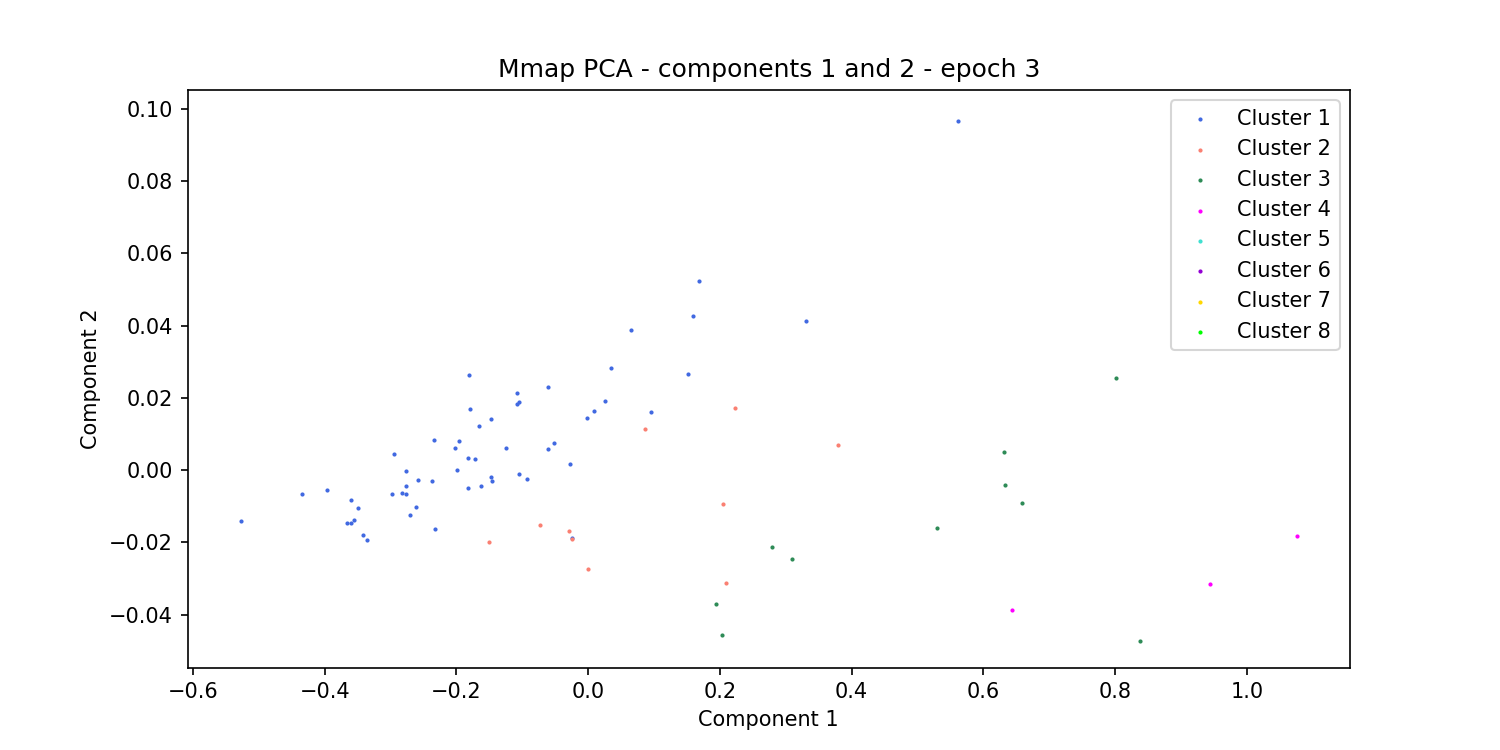 Mmap PCA - components 1 and 2 - epoch 3
0.10
0.08
0.06
0.04
0.02
0.00
−0.02
−0.04
Component 2
Cluster 1
Cluster 2
Cluster 3
Cluster 4
Cluster 5
Cluster 6
Cluster 7
Cluster 8
−0.6 −0.4 −0.2 0.0 0.2 0.4 0.6 0.8 1.0
Component 1